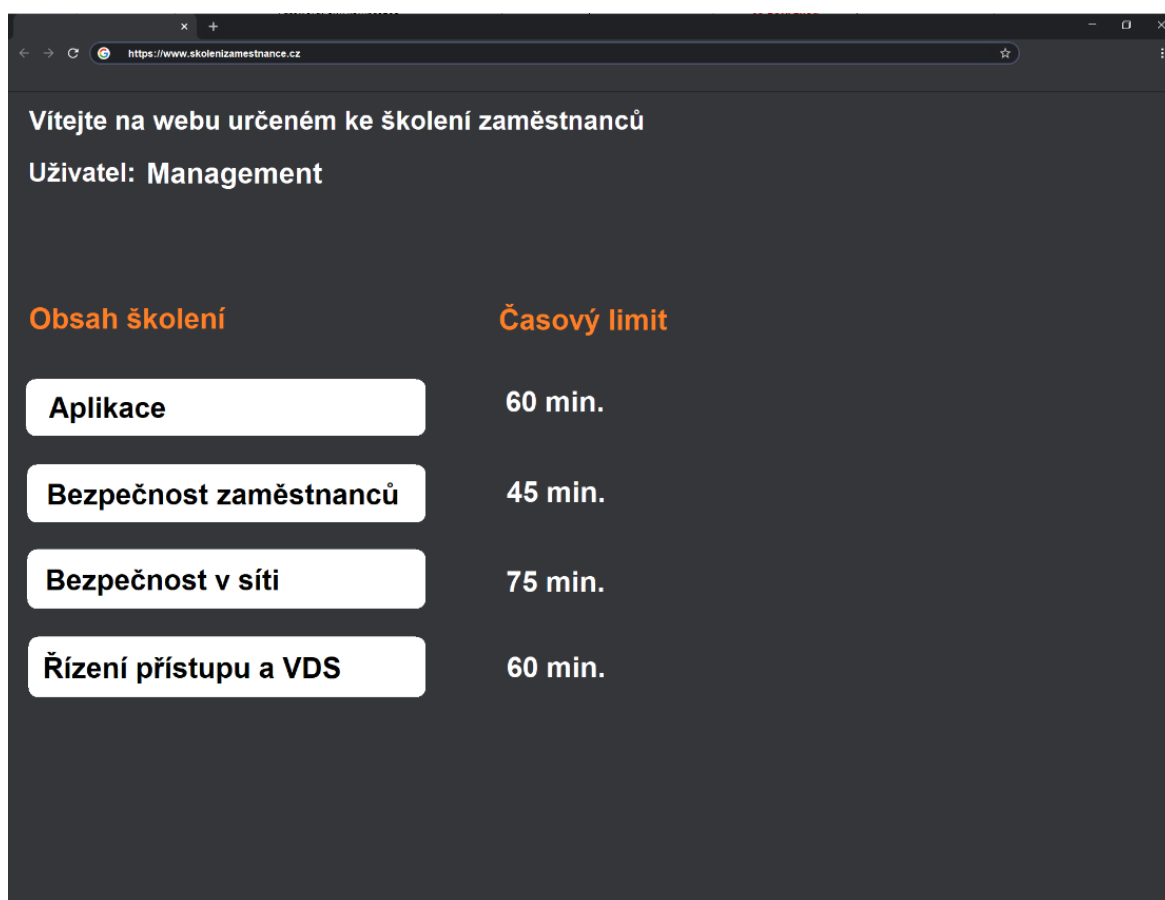 https://www.skolenizamestnance.cz
Vítejte na webu určeném ke školení zaměstnanců
Uživatel: Management
Obsah školení Časový limit
Aplikace 60 min.
Bezpečnost zaměstnanců 45 min.
Bezpečnost v síti 75 min.
Řízení přístupu a VDS 60 min.